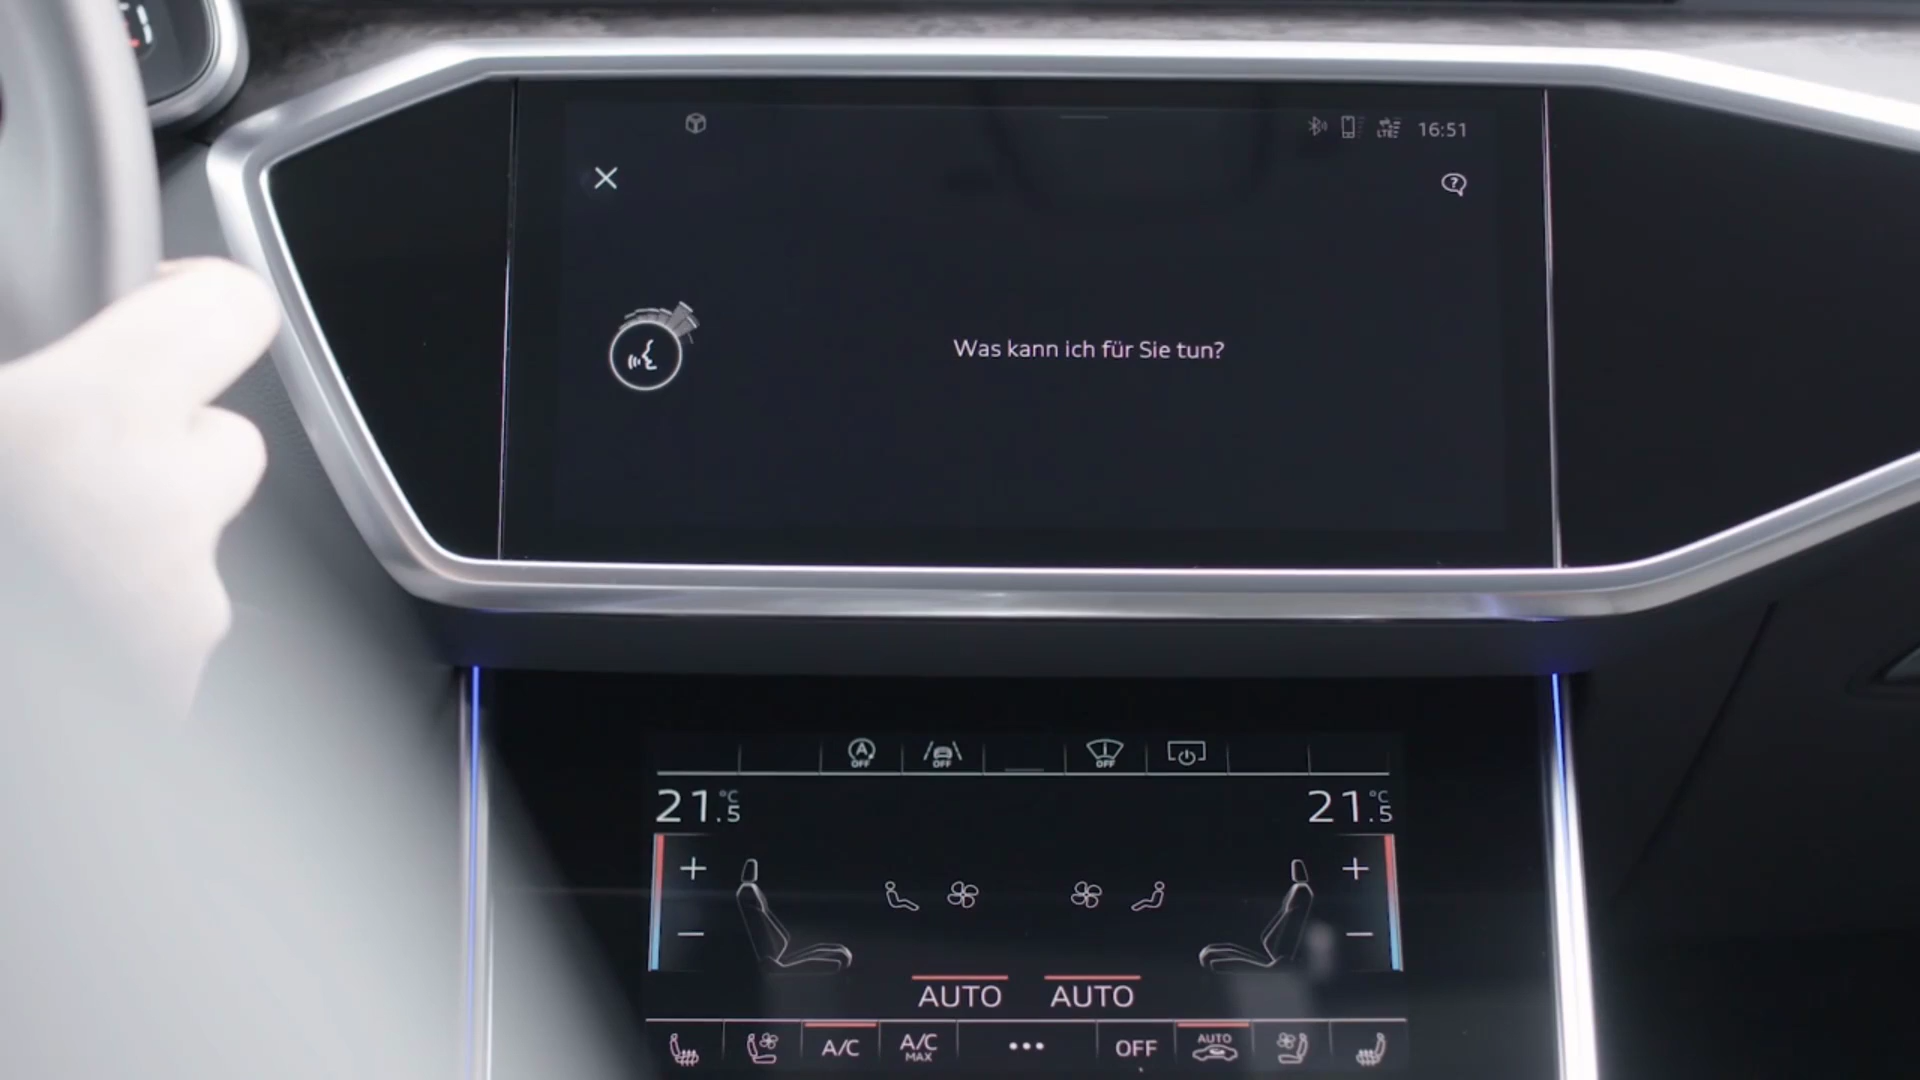 LTE 16:51
?
Was kann ich für Sie tun?
A OFF OFF OFF
21.5 °C 21.5 °C
+ +
− −
AUTO AUTO
A/C A/C MAX ••• OFF AUTO